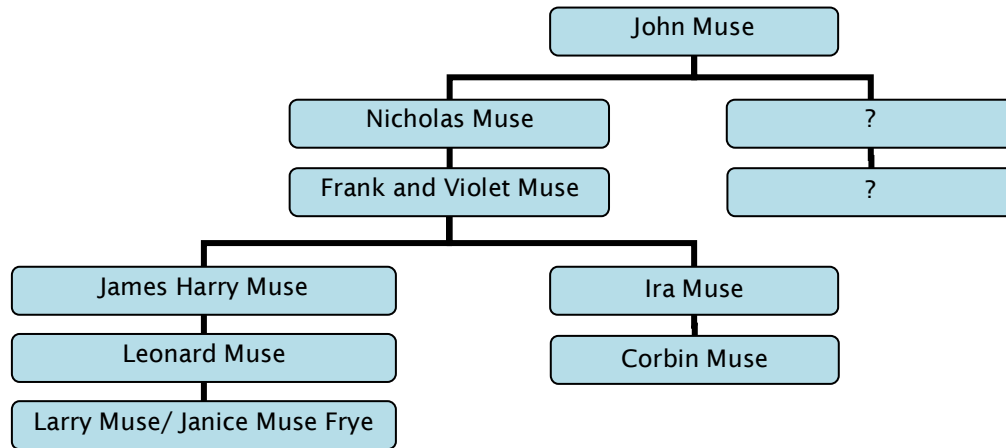 John Muse
Nicholas Muse
?
Frank and Violet Muse
?
James Harry Muse
Ira Muse
Leonard Muse
Corbin Muse
Larry Muse/ Janice Muse Frye